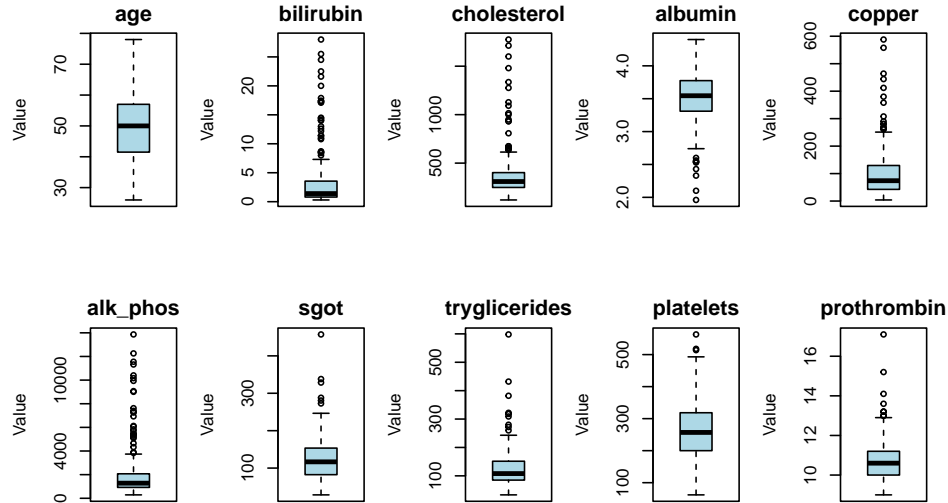 age bilirubin cholesterol albumin copper
Value 30 50 70
Value 0 5 10 20
Value 500 1000
Value 2.0 3.0 4.0
Value 0 200 400 600
alk_phos sgot tryglicerides platelets prothrombin
Value 0 4000 10000
Value 100 300
Value 100 300 500
Value 100 300 500
Value 10 12 14 16